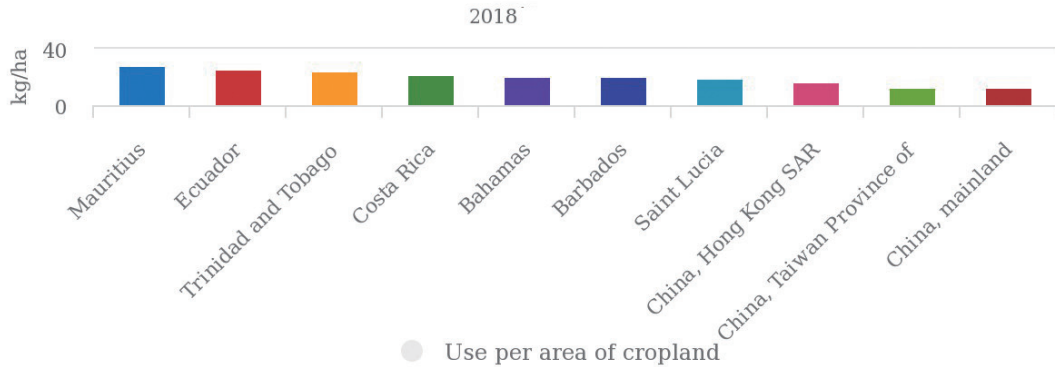 2018
40
kg/ha
0
Mauritius
Ecuador
Trinidad and Tobago
Costa Rica
Bahamas
Barbados
Saint Lucia
China, Hong Kong SAR
China, Taiwan Province of
China, mainland
Use per area of cropland